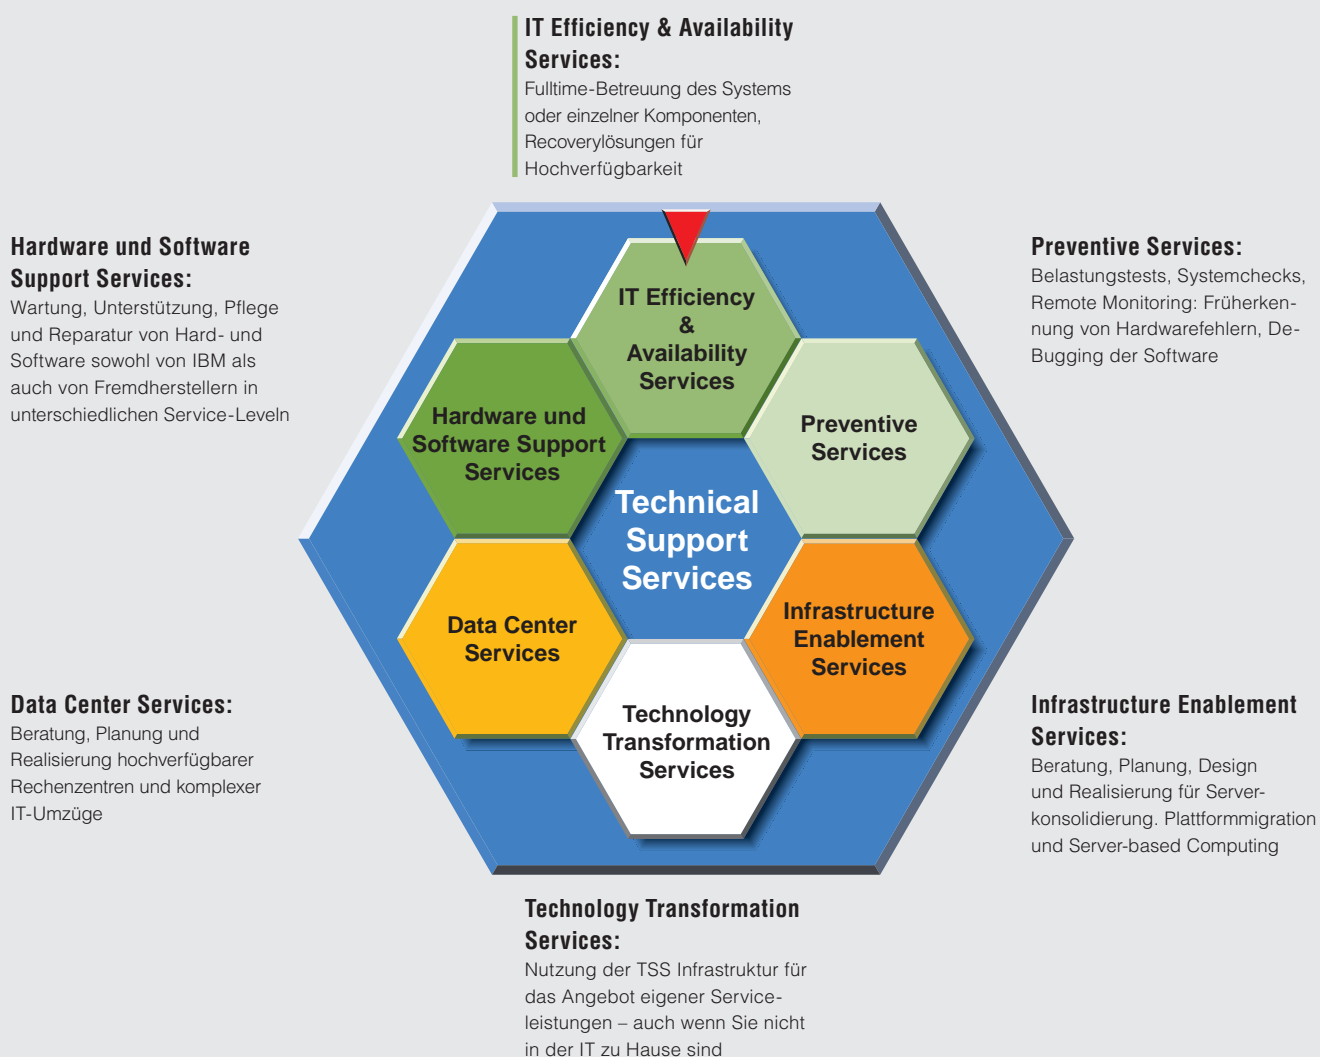 IT Efficiency & Availability
Services:
Fulltime-Betreuung des Systems
oder einzelner Komponenten,
Recoverylösungen für
Hochverfügbarkeit
Hardware und Software
Support Services:
Wartung, Unterstützung, Pflege
und Reparatur von Hard- und
Software sowohl von IBM als
auch von Fremdherstellern in
unterschiedlichen Service-Leveln
Preventive Services:
Belastungstests, Systemchecks,
Remote Monitoring: Früherken-
nung von Hardwarefehlern, De-
Bugging der Software
IT Efficiency
&
Availability
Services
Hardware und
Software Support
Services
Preventive
Services
Technical
Support
Services
Data Center
Services
Infrastructure
Enablement
Services
Technology
Transformation
Services
Data Center Services:
Beratung, Planung und
Realisierung hochverfügbarer
Rechenzentren und komplexer
IT-Umzüge
Infrastructure Enablement
Services:
Beratung, Planung, Design
und Realisierung für Server-
konsolidierung. Plattformmigration
und Server-based Computing
Technology Transformation
Services:
Nutzung der TSS Infrastruktur für
das Angebot eigener Service-
leistungen – auch wenn Sie nicht
in der IT zu Hause sind